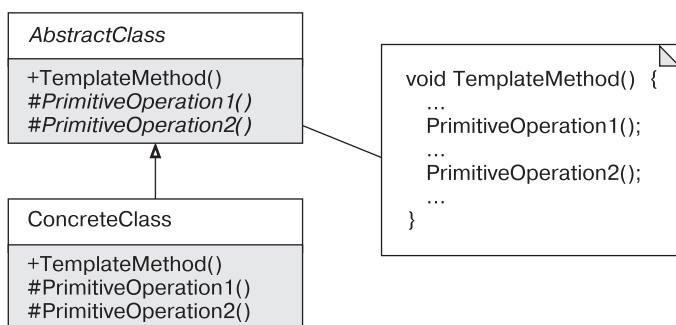 AbstractClass
+TemplateMethod()
#PrimitiveOperation1()
#PrimitiveOperation2()
void TemplateMethod() {
...
PrimitiveOperation1();
...
PrimitiveOperation2();
...
}
ConcreteClass
+TemplateMethod()
#PrimitiveOperation1()
#PrimitiveOperation2()